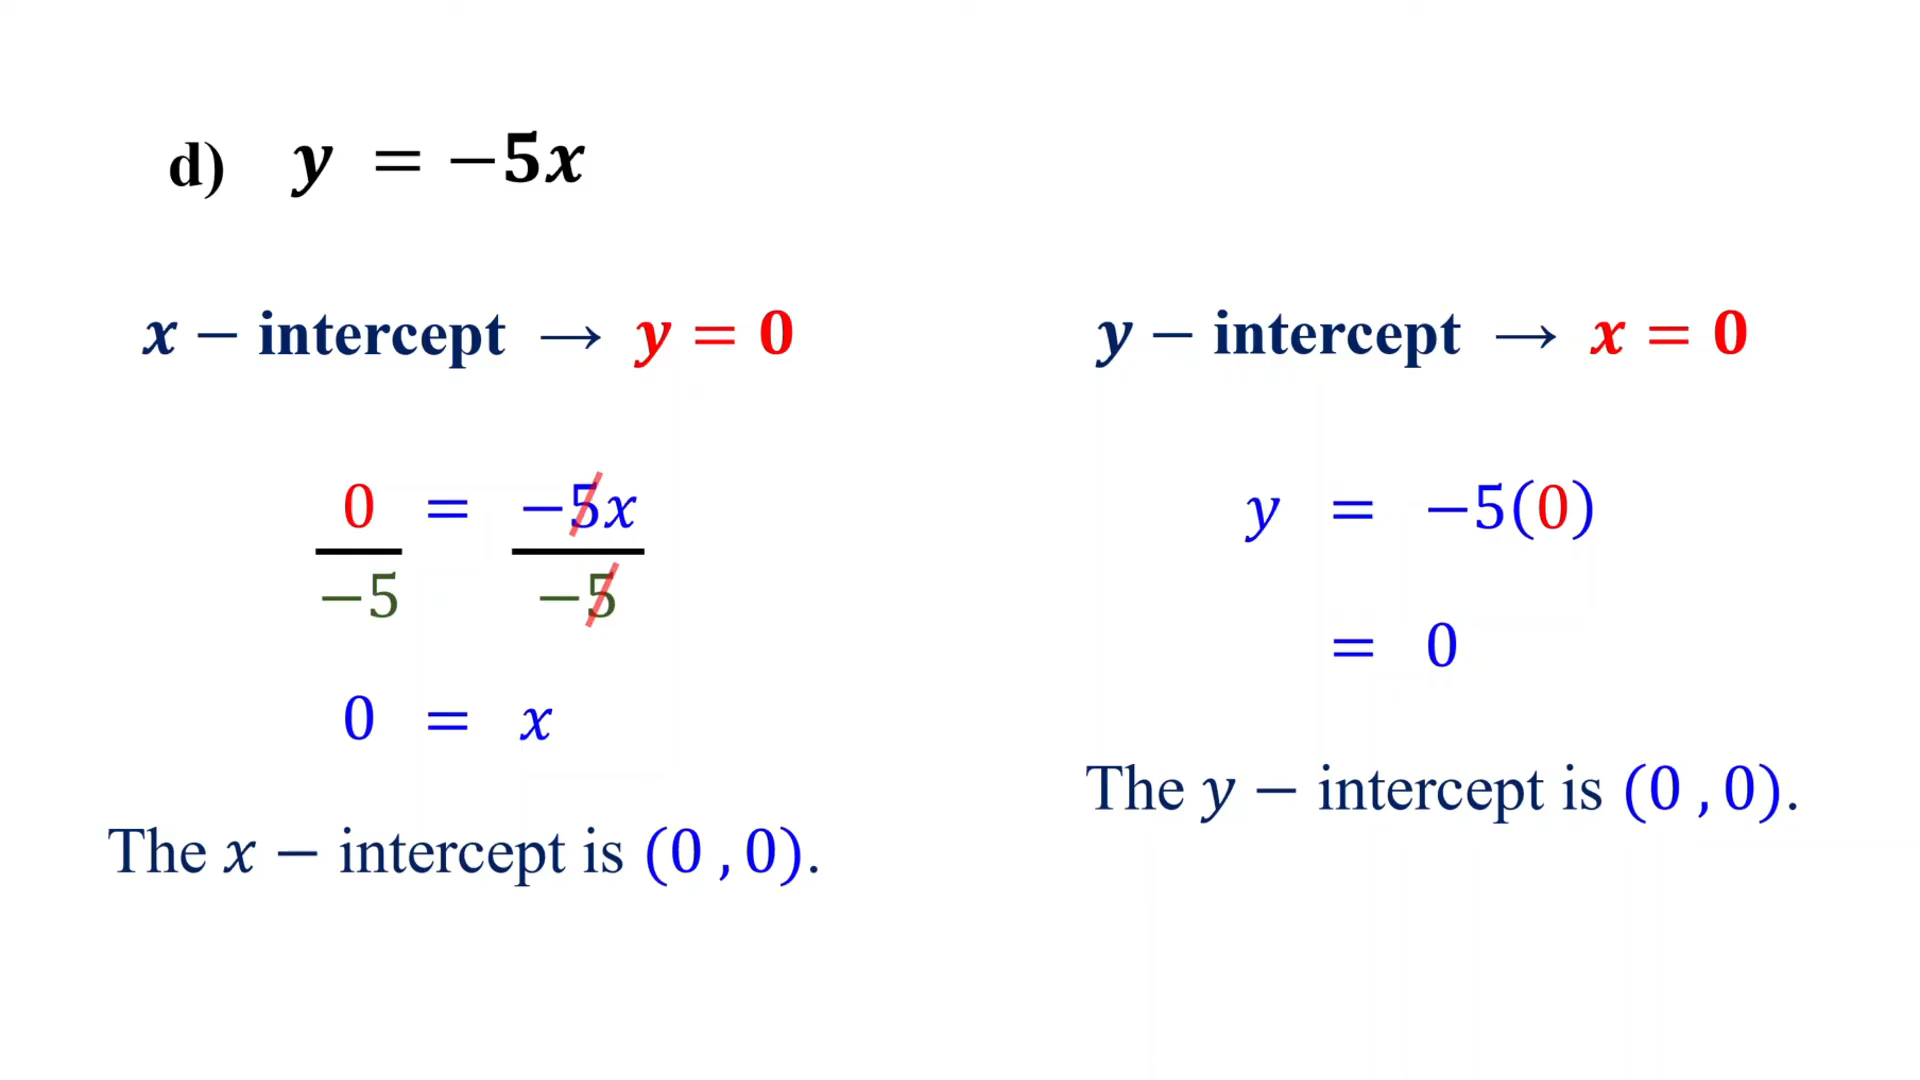 d) y = −5x
x − intercept → y = 0
0 = −5x
−5 −5
0 = x
The x − intercept is (0 , 0).
y − intercept → x = 0
y = −5(0)
= 0
The y − intercept is (0 , 0).